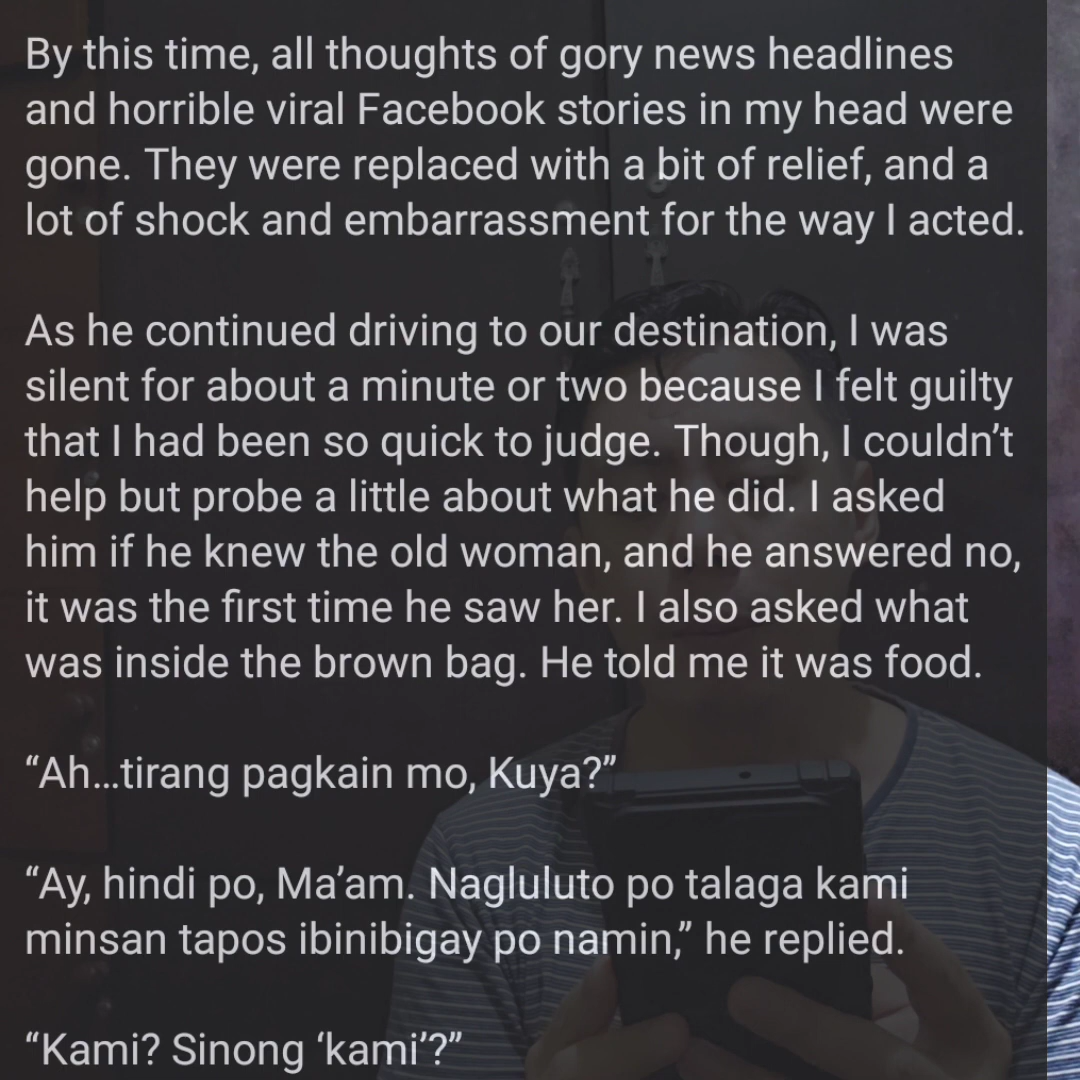 By this time, all thoughts of gory news headlines
and horrible viral Facebook stories in my head were
gone. They were replaced with a bit of relief, and a
lot of shock and embarrassment for the way I acted.
As he continued driving to our destination, I was
silent for about a minute or two because I felt guilty
that I had been so quick to judge. Though, I couldn’t
help but probe a little about what he did. I asked
him if he knew the old woman, and he answered no,
it was the first time he saw her. I also asked what
was inside the brown bag. He told me it was food.
“Ah…tirang pagkain mo, Kuya?”
“Ay, hindi po, Ma’am. Nagluluto po talaga kami
minsan tapos ibinibigay po namin,” he replied.
“Kami? Sinong ‘kami’?”